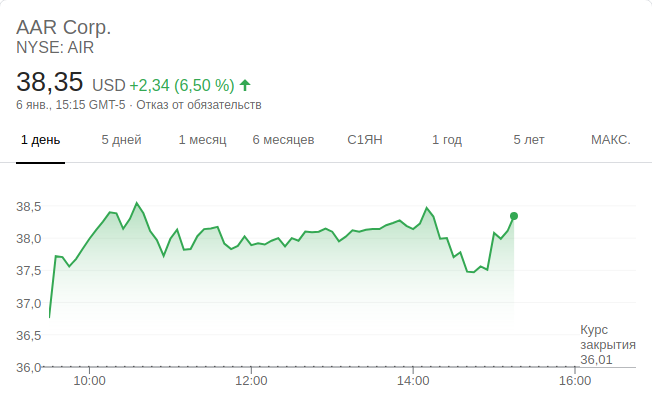 AAR Corp.
NYSE: AIR
38,35 USD +2,34 (6,50 %)
6 янв., 15:15 GMT-5 · Отказ от обязательств
1 день 5 дней 1 месяц 6 месяцев С1ЯН 1 год 5 лет МАКС.
38,5
38,0
37,5
37,0
36,5
36,0
Курс
закрытия
36,01
10:00 12:00 14:00 16:00